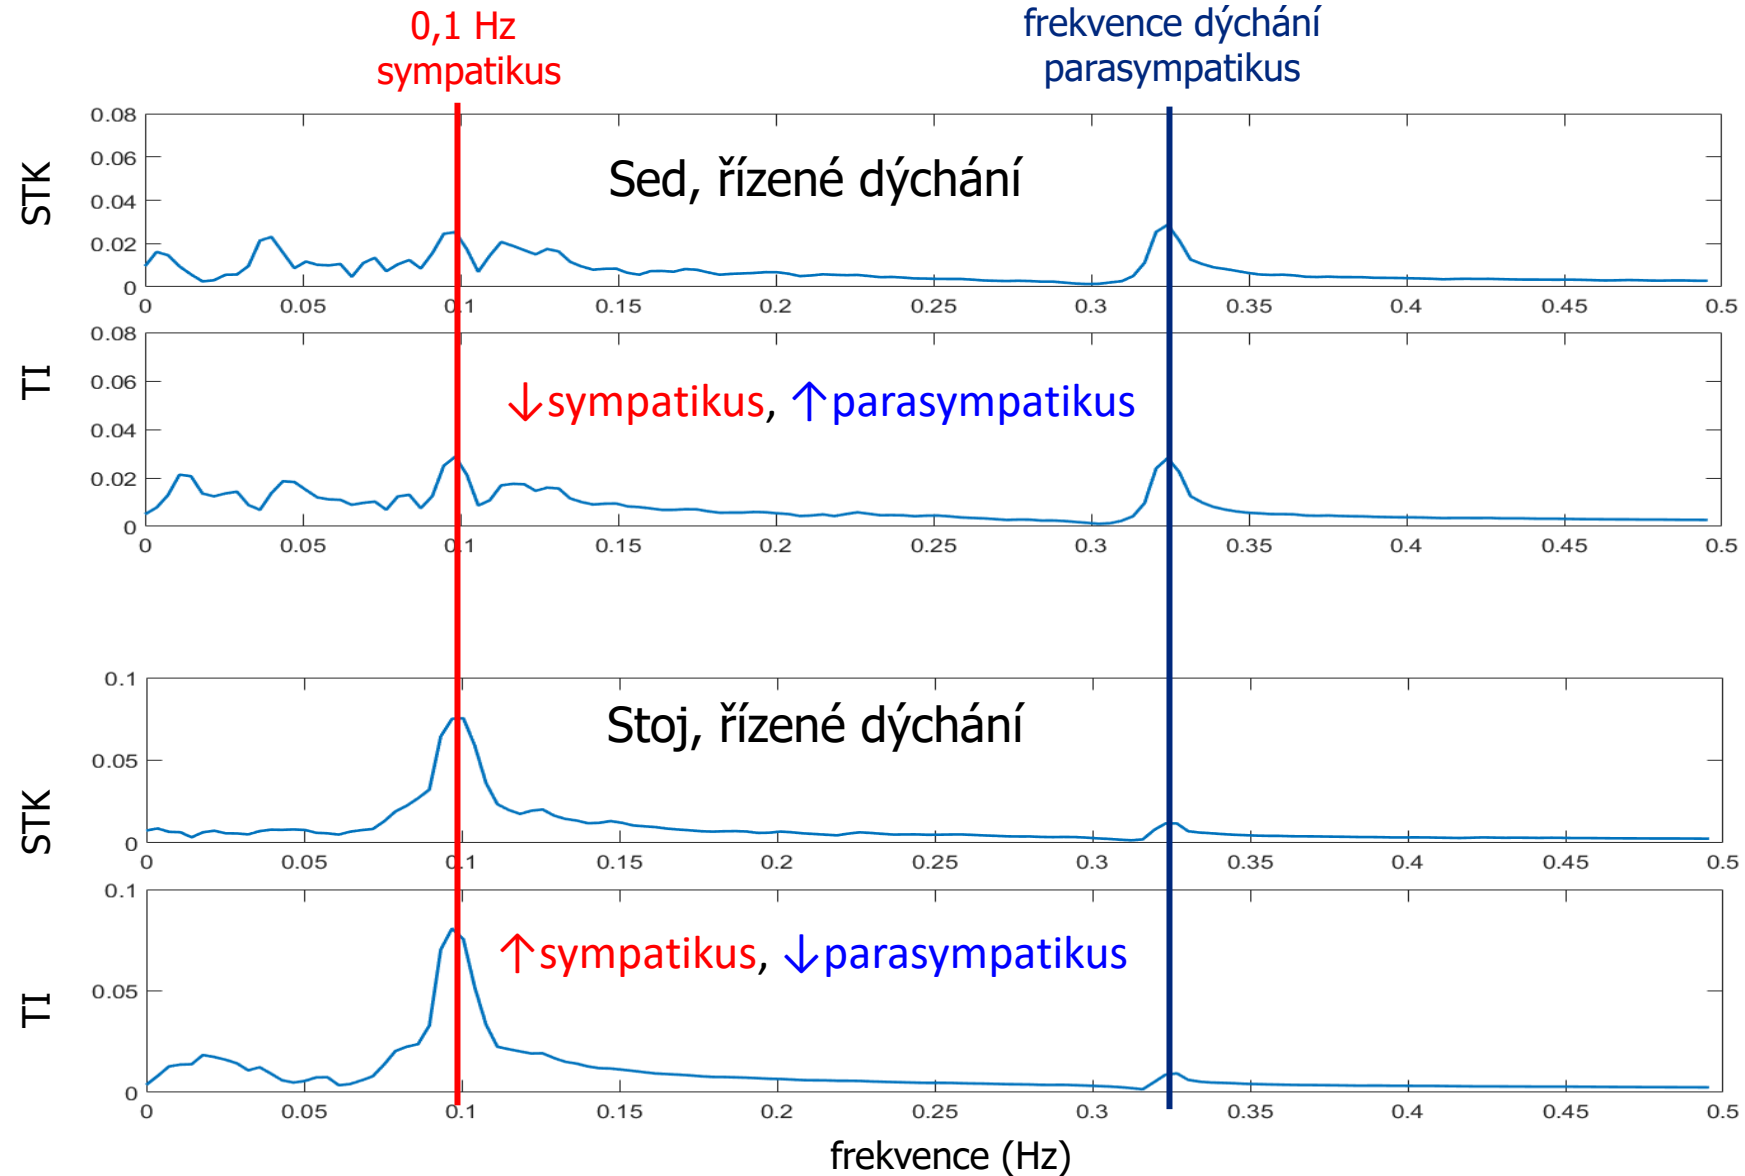 0,1 Hz
sympatikus
frekvence dýchání
parasympatikus
STK
0.08
0.06
0.04
0.02
0
Sed, řízené dýchání
0 0.05 0.1 0.15 0.2 0.25 0.3 0.35 0.4 0.45 0.5
TI
0.08
0.06
0.04
0.02
0
↓sympatikus, ↑parasympatikus
0 0.05 0.1 0.15 0.2 0.25 0.3 0.35 0.4 0.45 0.5
STK
0.1
0.05
0
Stoj, řízené dýchání
0 0.05 0.1 0.15 0.2 0.25 0.3 0.35 0.4 0.45 0.5
TI
0.1
0.05
0
↑sympatikus, ↓parasympatikus
0 0.05 0.1 0.15 0.2 0.25 0.3 0.35 0.4 0.45 0.5
frekvence (Hz)